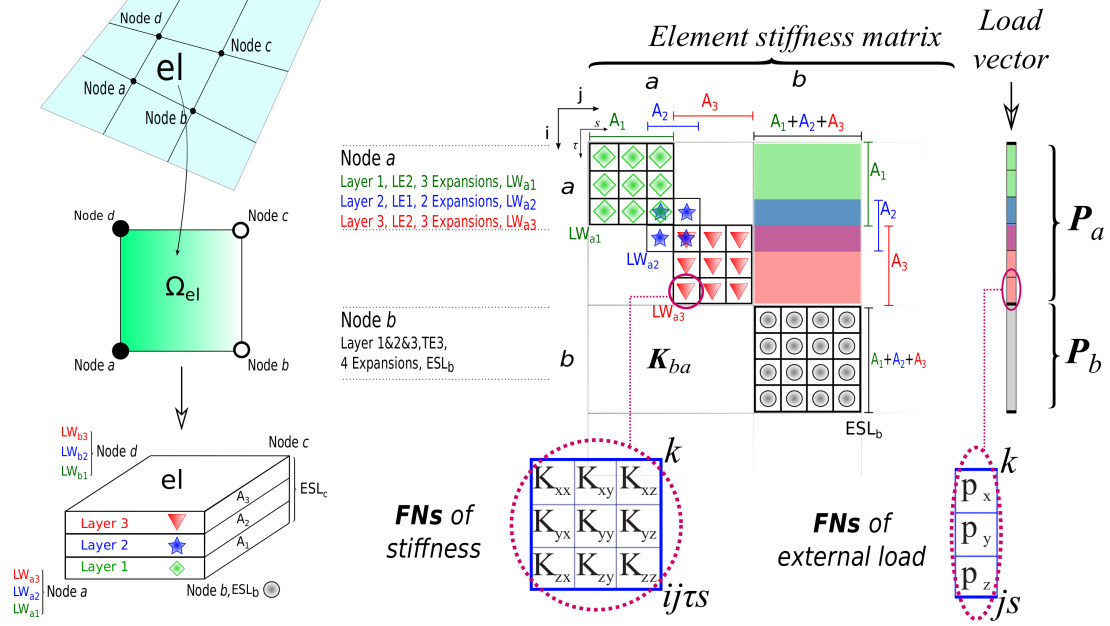 Node d
Node c
el
Node a
Node b
Node d
Node c
Ωel
Node a
Node b
LWb3
LWb2
LWb1
Node d
Node c
el
ESLc
A3
A2
A1
Layer 3
Layer 2
Layer 1
LWa3
LWa2
LWa1
Node a
Node b,ESLb
Element stiffness matrix
Load
vector
a
b
j
i
s
τ
A1
A2
A3
A1+A2+A3
Node a
Layer 1, LE2, 3 Expansions, LWa1
Layer 2, LE1, 2 Expansions, LWa2
Layer 3, LE2, 3 Expansions, LWa3
a
LWa1
LWa2
LWa3
A1
A2
A3
Pa
Node b
Layer 1&2&3,TE3,
4 Expansions, ESLb
b
Kba
A1+A2+A3
ESLb
Pb
FNs of
stiffness
k
Kxx Kxy Kxz
Kyx Kyy Kyz
Kzx Kzy Kzz
ijτs
FNs of
external load
k
px
py
pz
js